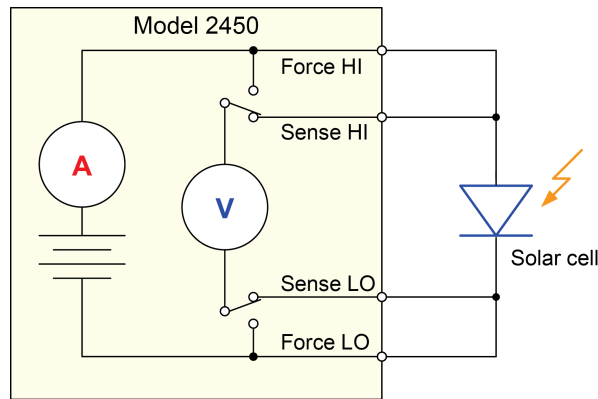 Model 2450
Force HI
Sense HI
A
V
Solar cell
Sense LO
Force LO